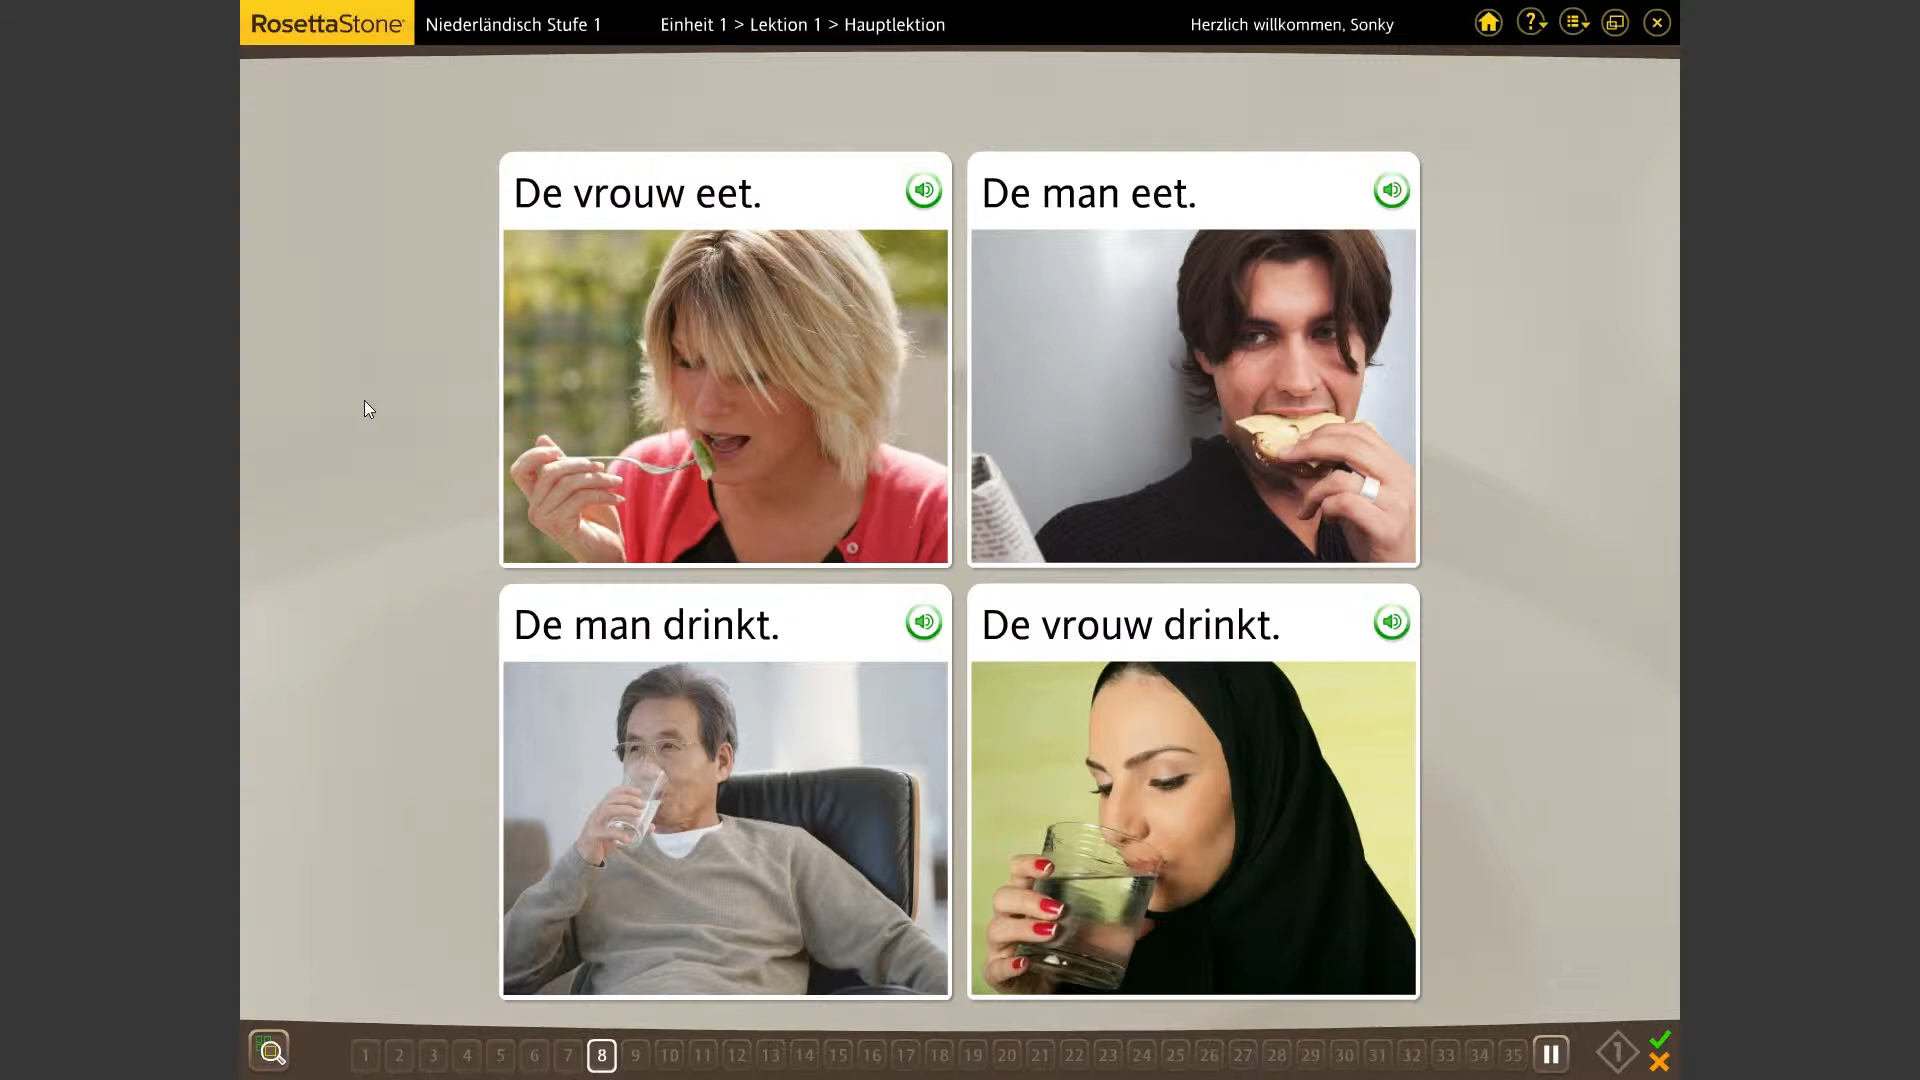 RosettaStone Niederländisch Stufe 1 Einheit 1 > Lektion 1 > Hauptlektion Herzlich willkommen, Sonky
De vrouw eet.
De man eet.
De man drinkt.
De vrouw drinkt.
1 2 3 4 5 6 7 8 9 10 11 12 13 14 15 16 17 18 19 20 21 22 23 24 25 26 27 28 29 30 31 32 33 34 35 1